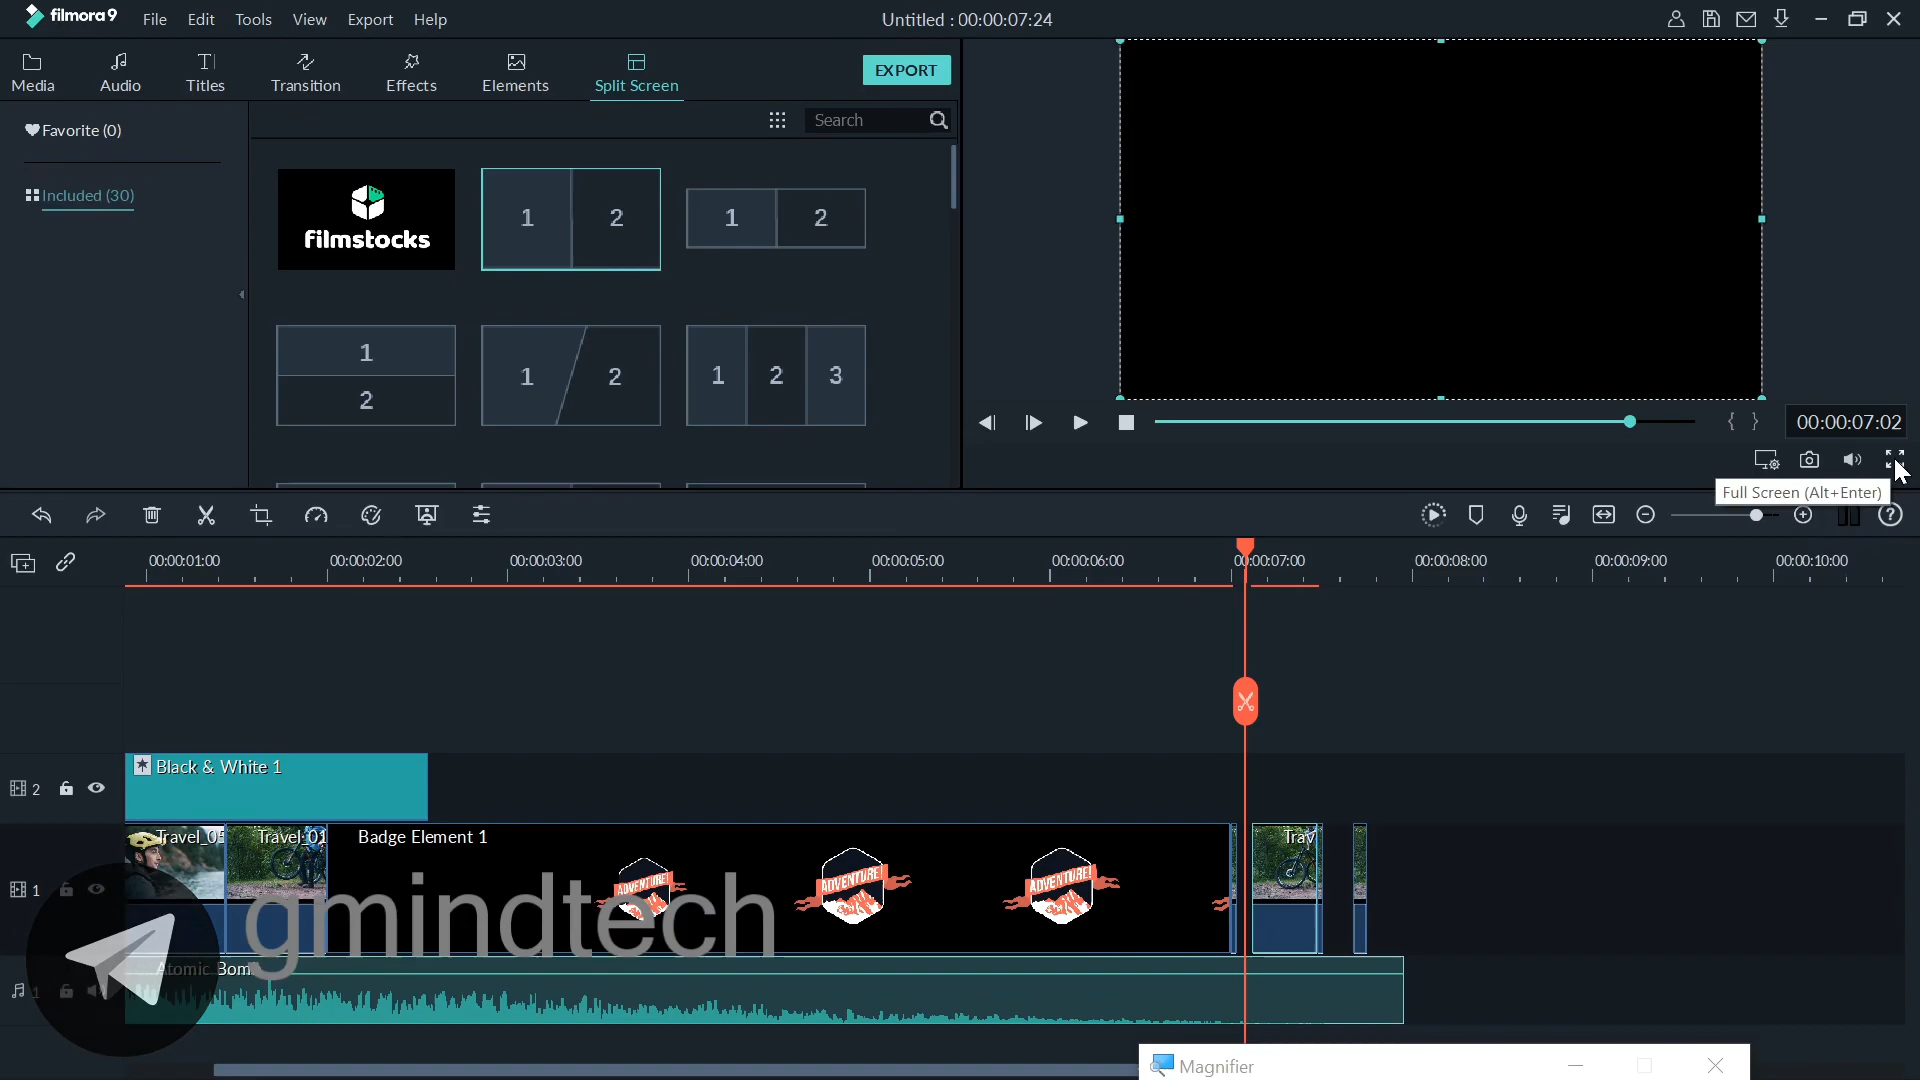 filmora9 File Edit Tools View Export Help Untitled : 00:00:07:24
Media Audio Titles Transition Effects Elements Split Screen EXPORT
Favorite (0)
Search
Included (30)
filmstocks
1 2
1 2
1
2
1 2
1 2 3
00:00:07:02
Full Screen (Alt+Enter)
00:00:01:00 00:00:02:00 00:00:03:00 00:00:04:00 00:00:05:00 00:00:06:00 00:00:07:00 00:00:08:00 00:00:09:00 00:00:10:00
Black & White 1
2
Travel_05 Travel_01 Badge Element 1 Trav
ADVENTURE! ADVENTURE! ADVENTURE!
1
gmindtech
Atomic Bom
1
Magnifier